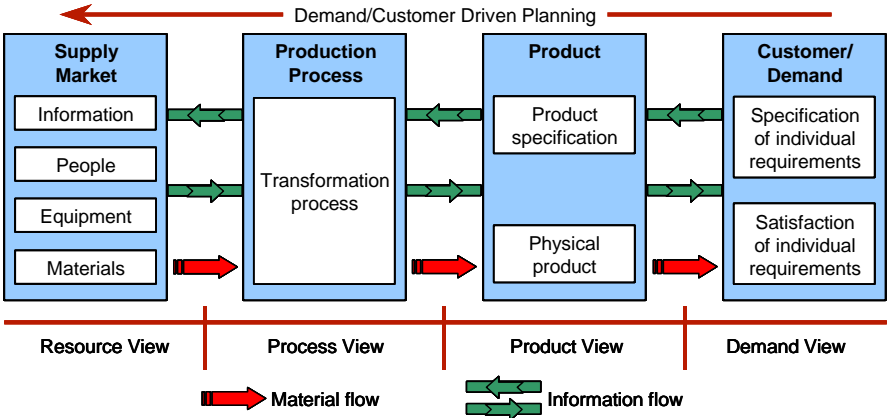 Demand/Customer Driven Planning
Supply
Market
Information
People
Equipment
Materials
Production
Process
Transformation
process
Product
Product
specification
Physical
product
Customer/
Demand
Specification
of individual
requirements
Satisfaction
of individual
requirements
Resource View
Process View
Product View
Demand View
Material flow
Information flow